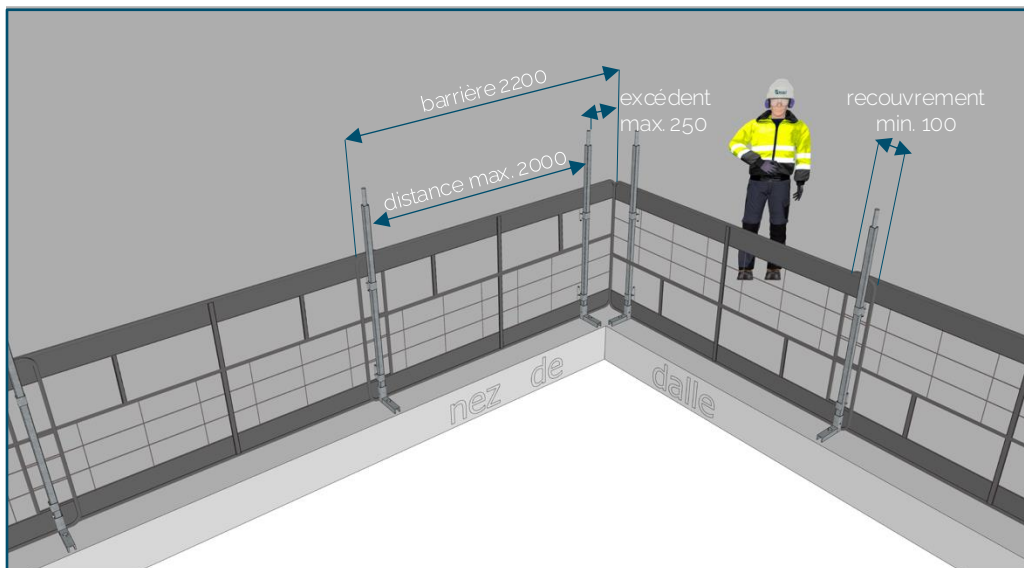 barrière 2200
excédent
max. 250
recouvrement
min. 100
distance max. 2000
nez de
dalle